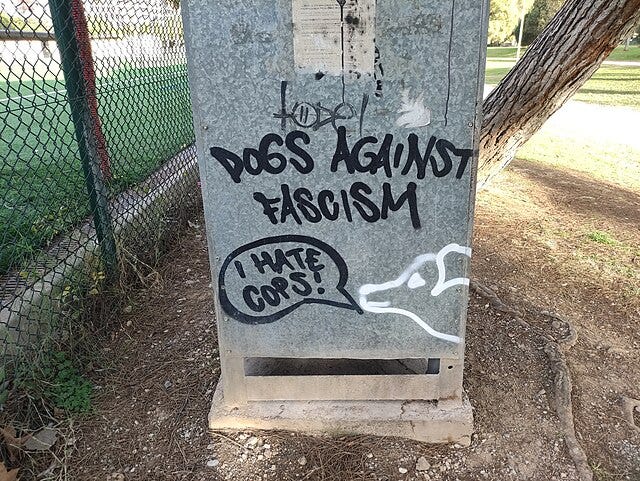 DOGS AGAINST
FASCISM
I HATE
COPS!